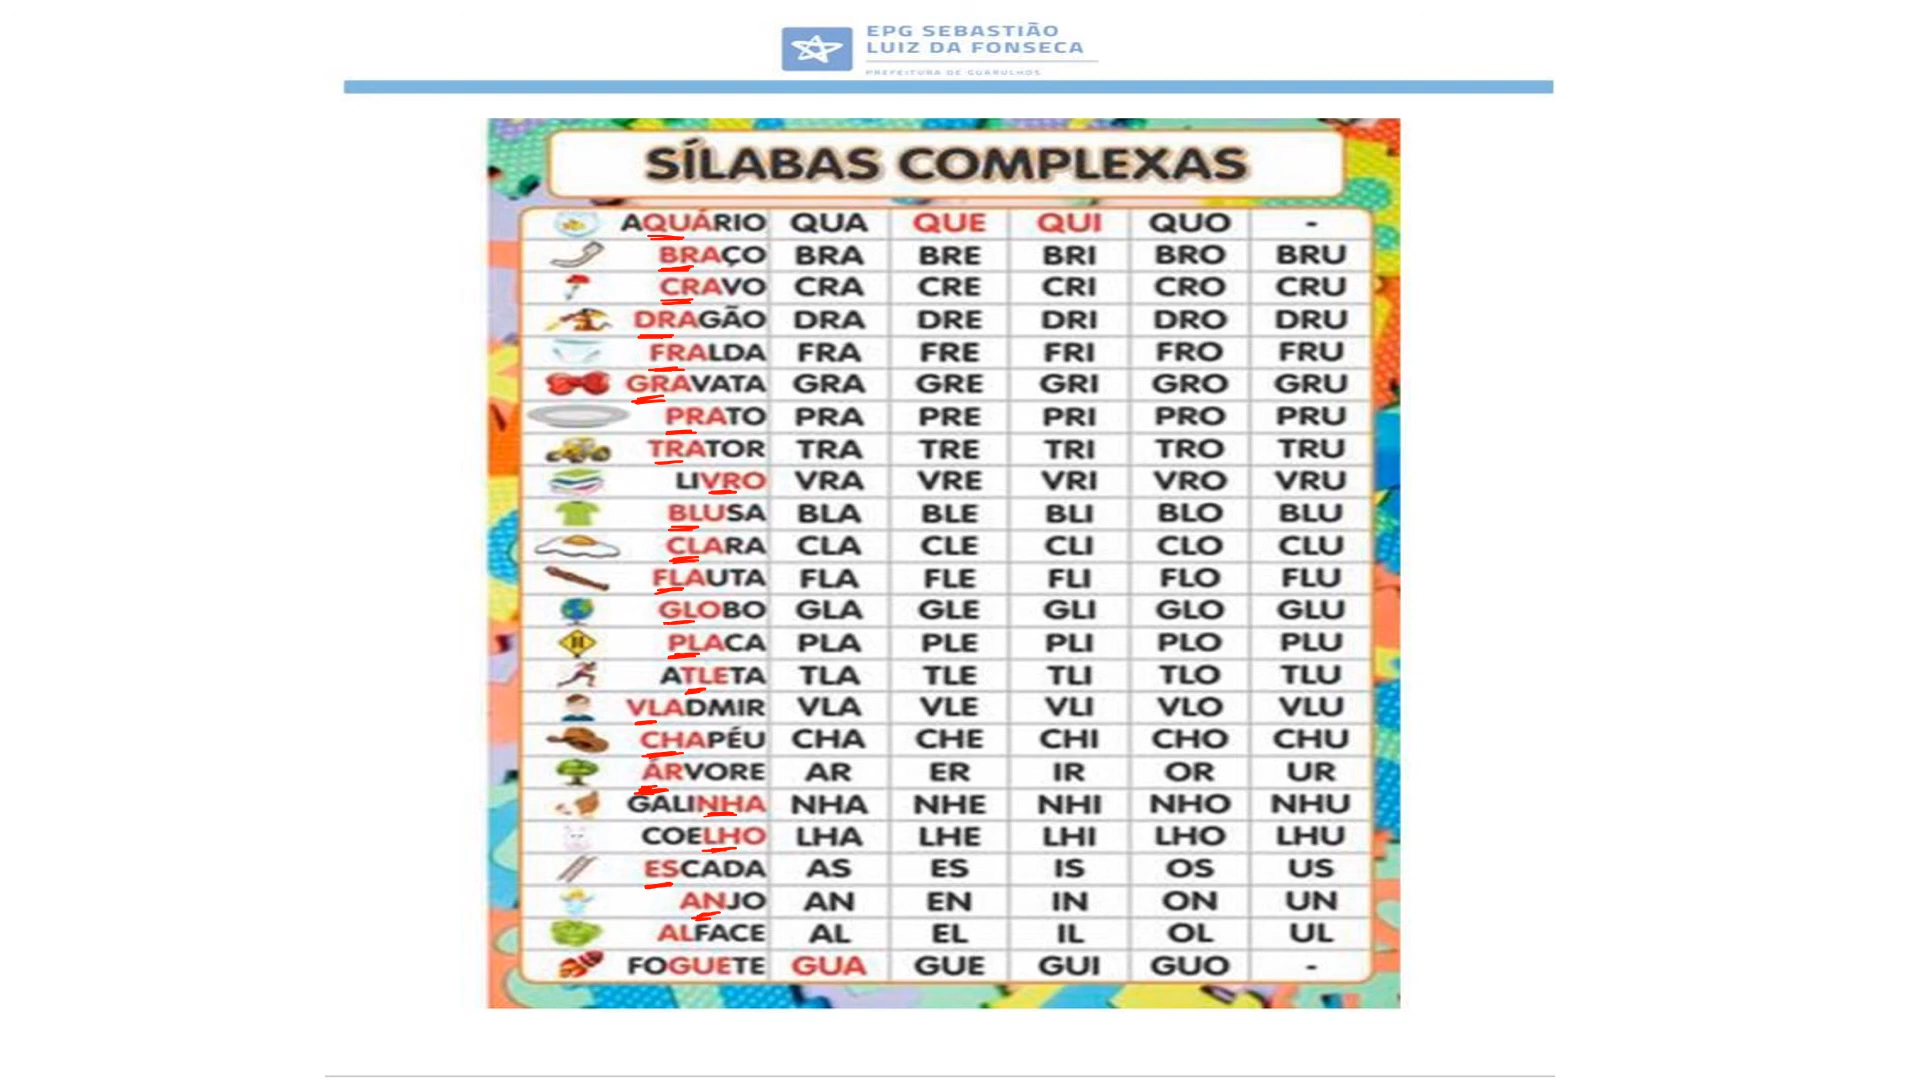 EPG SEBASTIÃO
LUIZ DA FONSECA
PREFEITURA DE GUARULHOS
SÍLABAS COMPLEXAS
AQUÁRIO QUA QUE QUI QUO -
BRAÇO BRA BRE BRI BRO BRU
CRAVO CRA CRE CRI CRO CRU
DRAGÃO DRA DRE DRI DRO DRU
FRALDA FRA FRE FRI FRO FRU
GRAVATA GRA GRE GRI GRO GRU
PRATO PRA PRE PRI PRO PRU
TRATOR TRA TRE TRI TRO TRU
LIVRO VRA VRE VRI VRO VRU
BLUSA BLA BLE BLI BLO BLU
CLARA CLA CLE CLI CLO CLU
FLAUTA FLA FLE FLI FLO FLU
GLOBO GLA GLE GLI GLO GLU
PLACA PLA PLE PLI PLO PLU
ATLETA TLA TLE TLI TLO TLU
VLADMIR VLA VLE VLI VLO VLU
CHAPÉU CHA CHE CHI CHO CHU
ÁRVORE AR ER IR OR UR
GALINHA NHA NHE NHI NHO NHU
COELHO LHA LHE LHI LHO LHU
ESCADA AS ES IS OS US
ANJO AN EN IN ON UN
ALFACE AL EL IL OL UL
FOGUETE GUA GUE GUI GUO -